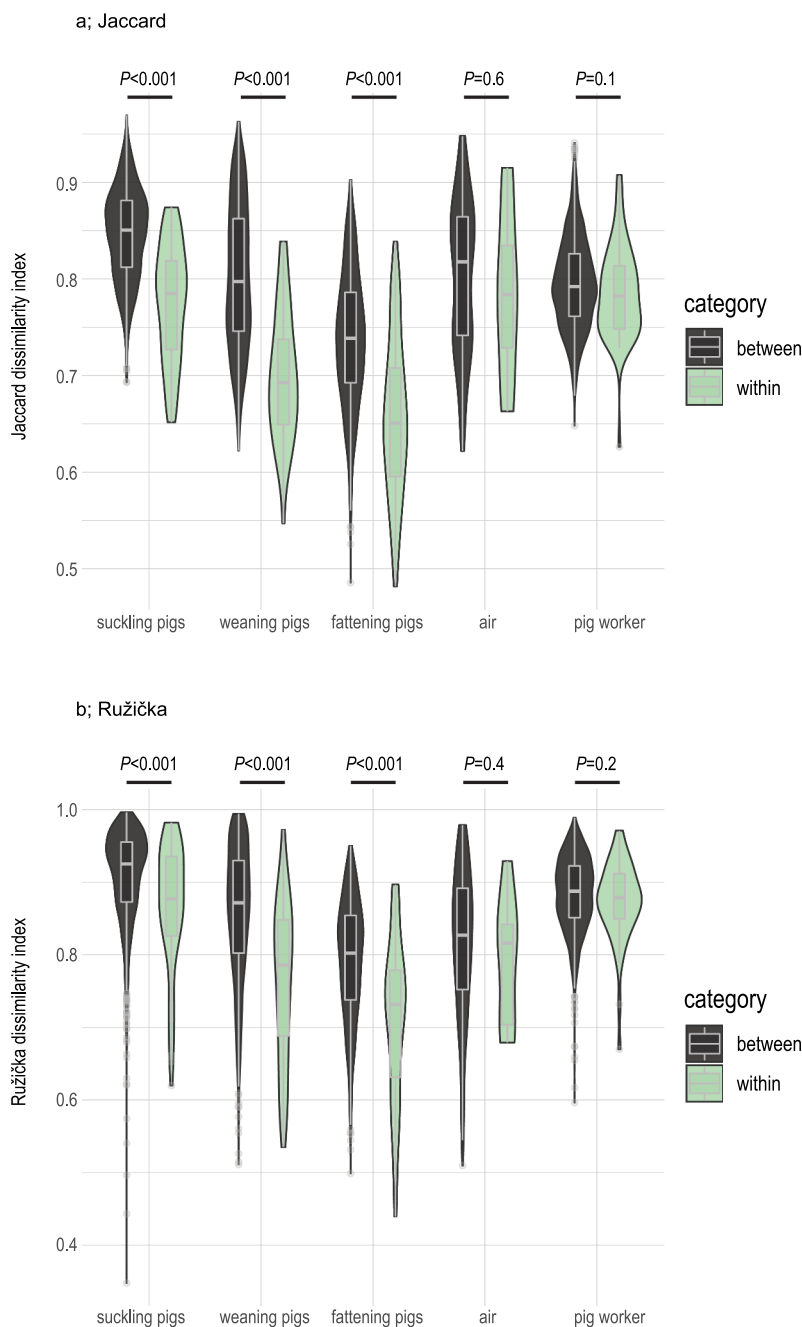 a; Jaccard
P<0.001 P<0.001 P<0.001 P=0.6 P=0.1
Jaccard dissimilarity index
0.9
0.8
0.7
0.6
0.5
suckling pigs weaning pigs fattening pigs air pig worker
category
between
within
b; Ružička
P<0.001 P<0.001 P<0.001 P=0.4 P=0.2
Ružička dissimilarity index
1.0
0.8
0.6
0.4
suckling pigs weaning pigs fattening pigs air pig worker
category
between
within